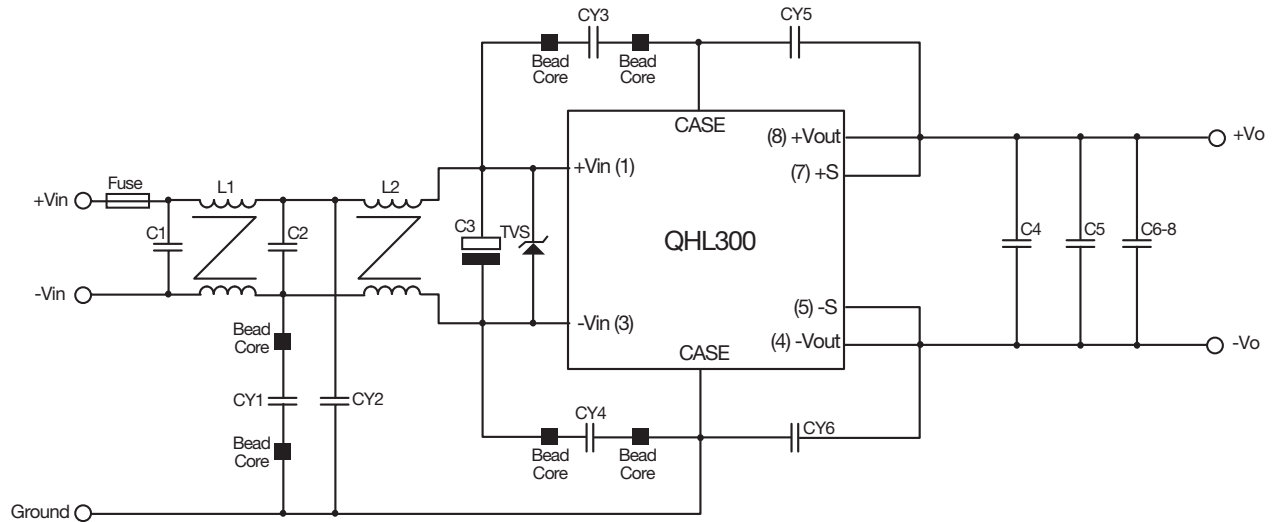 CY3
CY5
Bead
Core
Bead
Core
CASE
(8) +Vout
+Vo
+Vin (1)
(7) +S
Fuse
L1
L2
+Vin
C1
C2
C3
TVS
QHL300
C4
C5
C6-8
-Vin
(5) -S
Bead
Core
-Vin (3)
(4) -Vout
-Vo
CASE
CY1
CY2
CY4
CY6
Bead
Core
Bead
Core
Bead
Core
Ground